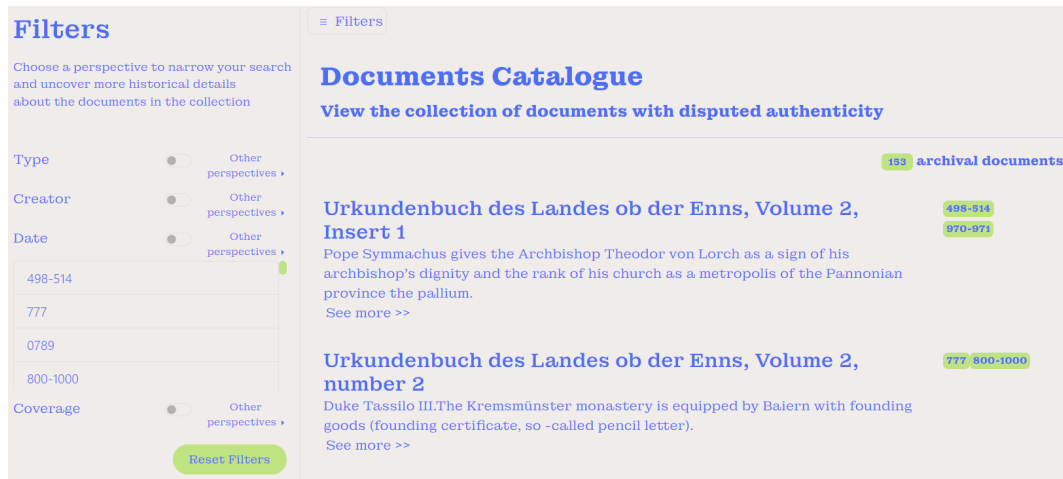 Filters
Choose a perspective to narrow your search
and uncover more historical details
about the documents in the collection
Type
Other
perspectives ▸
Creator
Other
perspectives ▸
Date
Other
perspectives ▸
498-514
777
0789
800-1000
Coverage
Other
perspectives ▸
Reset Filters
≡ Filters
Documents Catalogue
View the collection of documents with disputed authenticity
153 archival documents
Urkundenbuch des Landes ob der Enns, Volume 2,
Insert 1
498-514
970-971
Pope Symmachus gives the Archbishop Theodor von Lorch as a sign of his
archbishop's dignity and the rank of his church as a metropolis of the Pannonian
province the pallium.
See more >>
Urkundenbuch des Landes ob der Enns, Volume 2,
number 2
777 800-1000
Duke Tassilo III.The Kremsmünster monastery is equipped by Baiern with founding
goods (founding certificate, so -called pencil letter).
See more >>